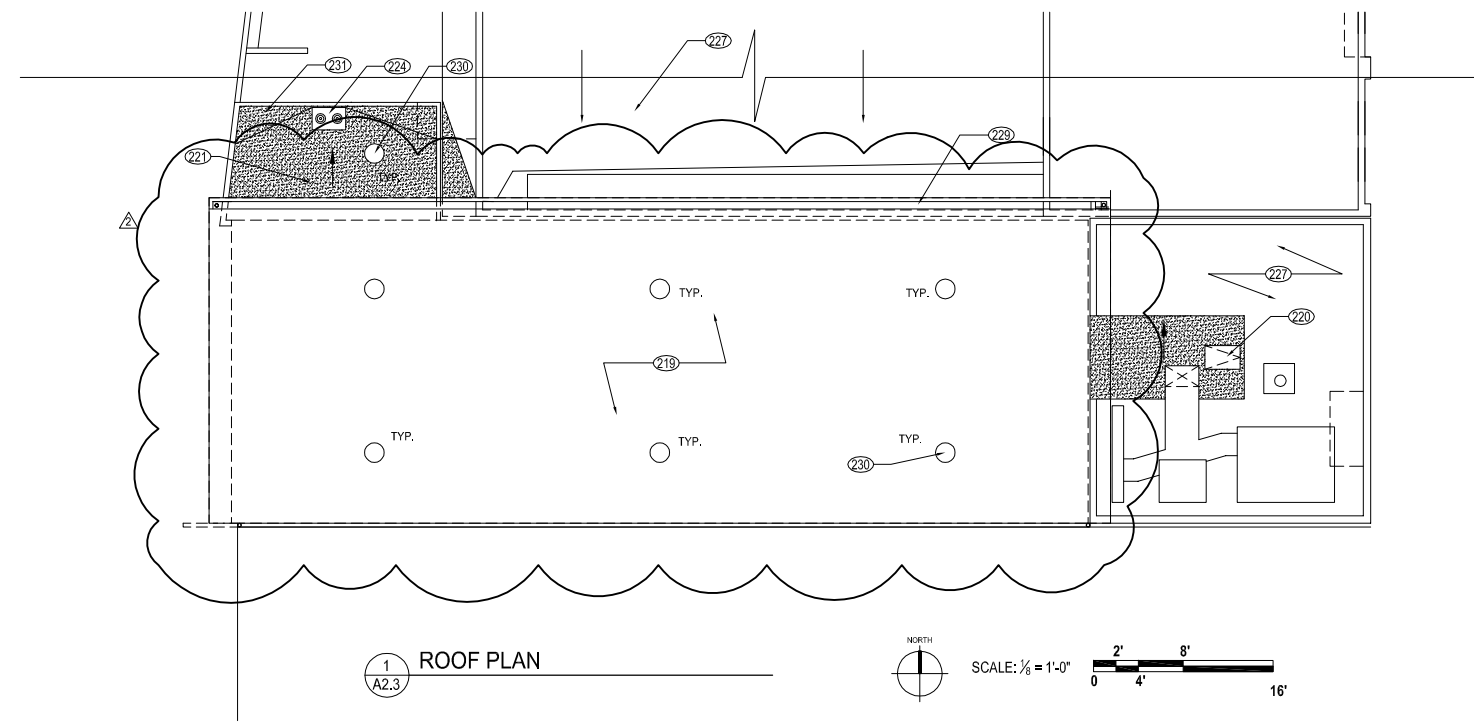 227
231
224
230
229
221
TYP.
2
227
TYP.
TYP.
220
219
TYP.
TYP.
TYP.
230
1
A2.3
ROOF PLAN
NORTH
SCALE: ⅛ = 1'-0"
2'
8'
0
4'
16'